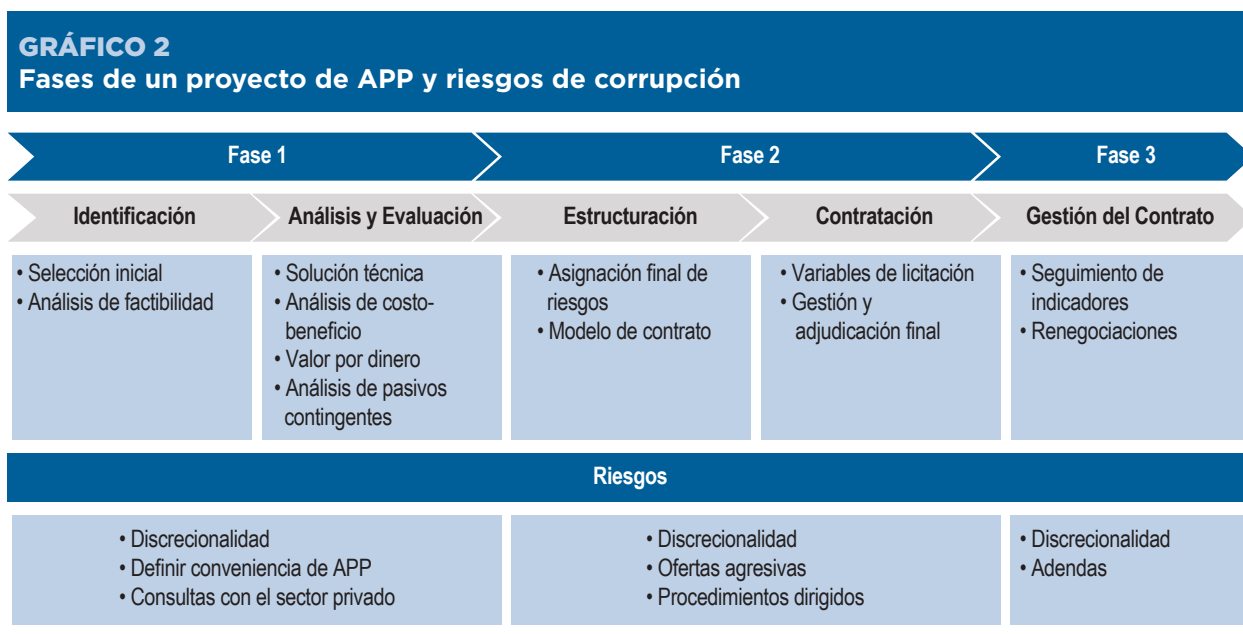 GRÁFICO 2
Fases de un proyecto de APP y riesgos de corrupción
Fase 1
Fase 2
Fase 3
Identificación
Análisis y Evaluación
Estructuración
Contratación
Gestión del Contrato
• Selección inicial
• Análisis de factibilidad
• Solución técnica
• Análisis de costo-
beneficio
• Valor por dinero
• Análisis de pasivos
contingentes
• Asignación final de
riesgos
• Modelo de contrato
• Variables de licitación
• Gestión y
adjudicación final
• Seguimiento de
indicadores
• Renegociaciones
Riesgos
• Discrecionalidad
• Definir conveniencia de APP
• Consultas con el sector privado
• Discrecionalidad
• Ofertas agresivas
• Procedimientos dirigidos
• Discrecionalidad
• Adendas